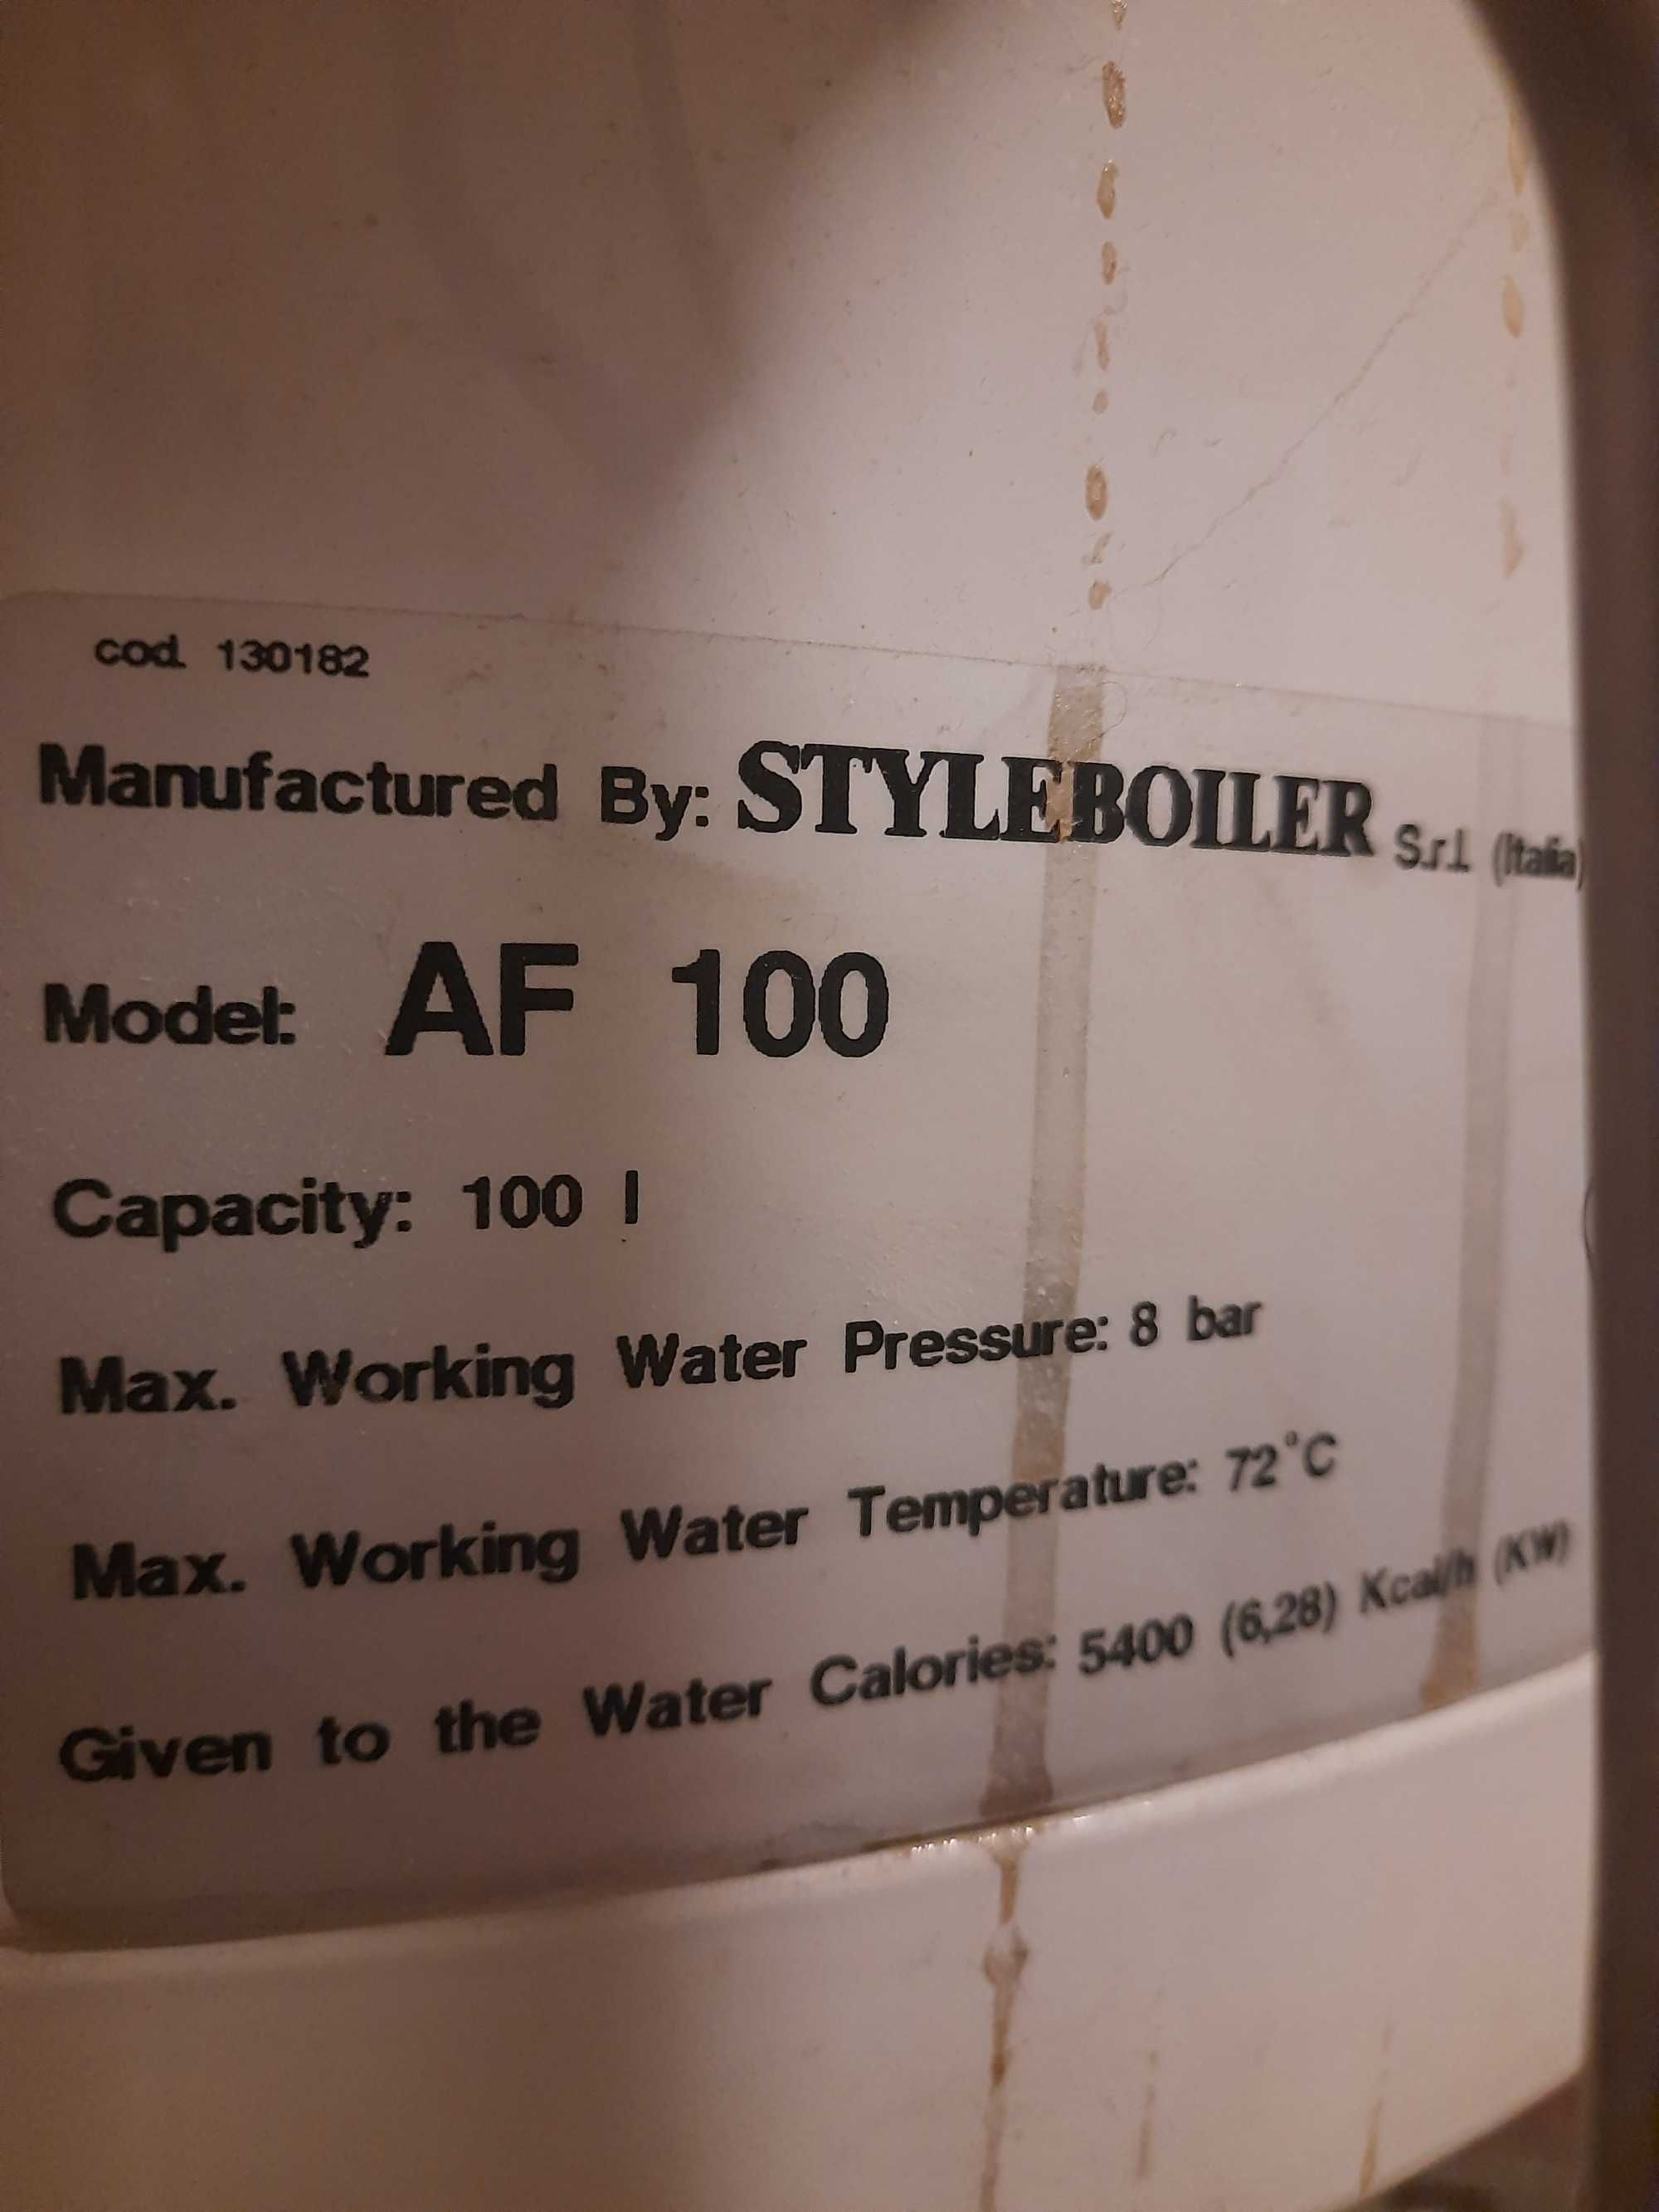 cod. 130182
Manufactured By: STYLEBOILER S.r.l. (Italia)
Model: AF 100
Capacity: 100 l
Max. Working Water Pressure: 8 bar
Max. Working Water Temperature: 72°C
Given to the Water Calories: 5400 (6,28) Kcal/h (KW)